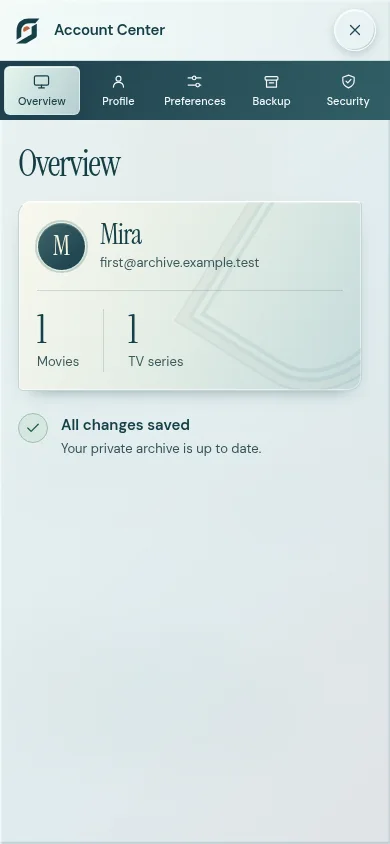 Account Center
Overview
Profile
Preferences
Backup
Security
Overview
M
Mira
first@archive.example.test
1
Movies
1
TV series
All changes saved
Your private archive is up to date.